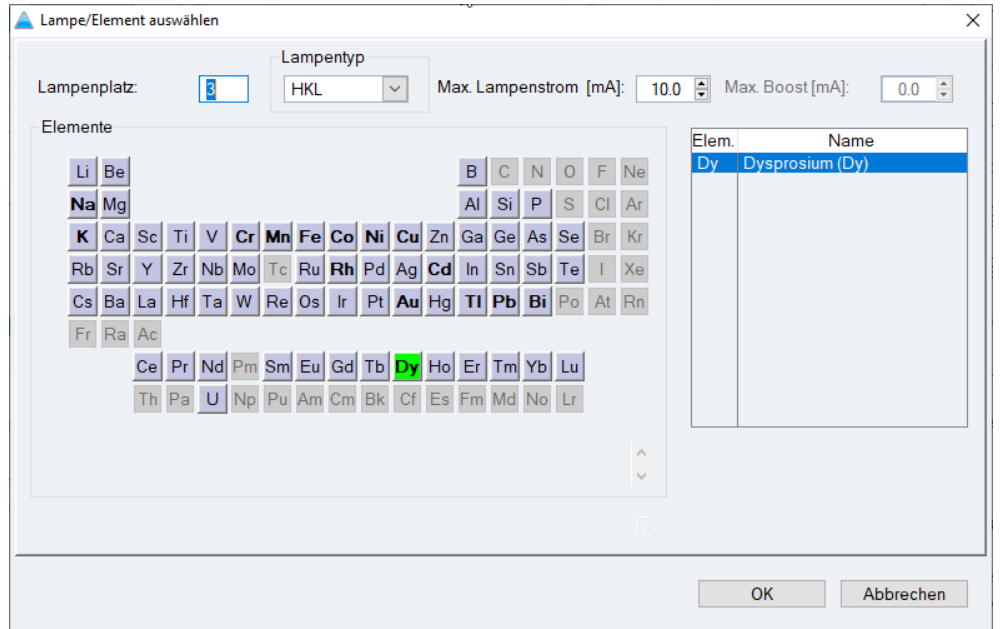 Lampe/Element auswählen
Lampentyp
Lampenplatz: 3 HKL Max. Lampenstrom [mA]: 10.0 Max. Boost [mA]: 0.0
Elemente
Elem. Name
Dy Dysprosium (Dy)
Li Be B C N O F Ne
Na Mg Al Si P S Cl Ar
K Ca Sc Ti V Cr Mn Fe Co Ni Cu Zn Ga Ge As Se Br Kr
Rb Sr Y Zr Nb Mo Tc Ru Rh Pd Ag Cd In Sn Sb Te I Xe
Cs Ba La Hf Ta W Re Os Ir Pt Au Hg Tl Pb Bi Po At Rn
Fr Ra Ac
Ce Pr Nd Pm Sm Eu Gd Tb Dy Ho Er Tm Yb Lu
Th Pa U Np Pu Am Cm Bk Cf Es Fm Md No Lr
OK Abbrechen